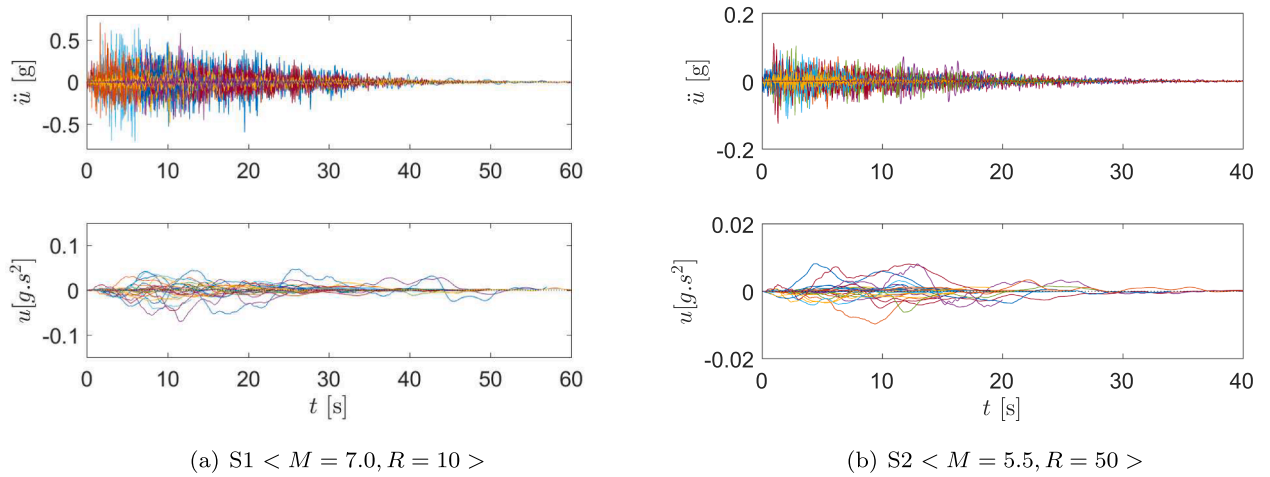 0.5
0
-0.5
ü [g]
0 10 20 30 40 50 60
0.1
0
-0.1
u[g.s²]
0 10 20 30 40 50 60
t [s]
(a) S1 < M = 7.0, R = 10 >
0.2
0
-0.2
ü [g]
0 10 20 30 40
0.02
0
-0.02
u[g.s²]
0 10 20 30 40
t [s]
(b) S2 < M = 5.5, R = 50 >